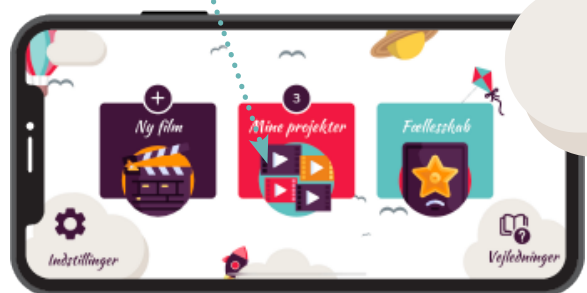 3
Ny film
Mine projekter
Fællesskab
Indstillinger
Vejledninger